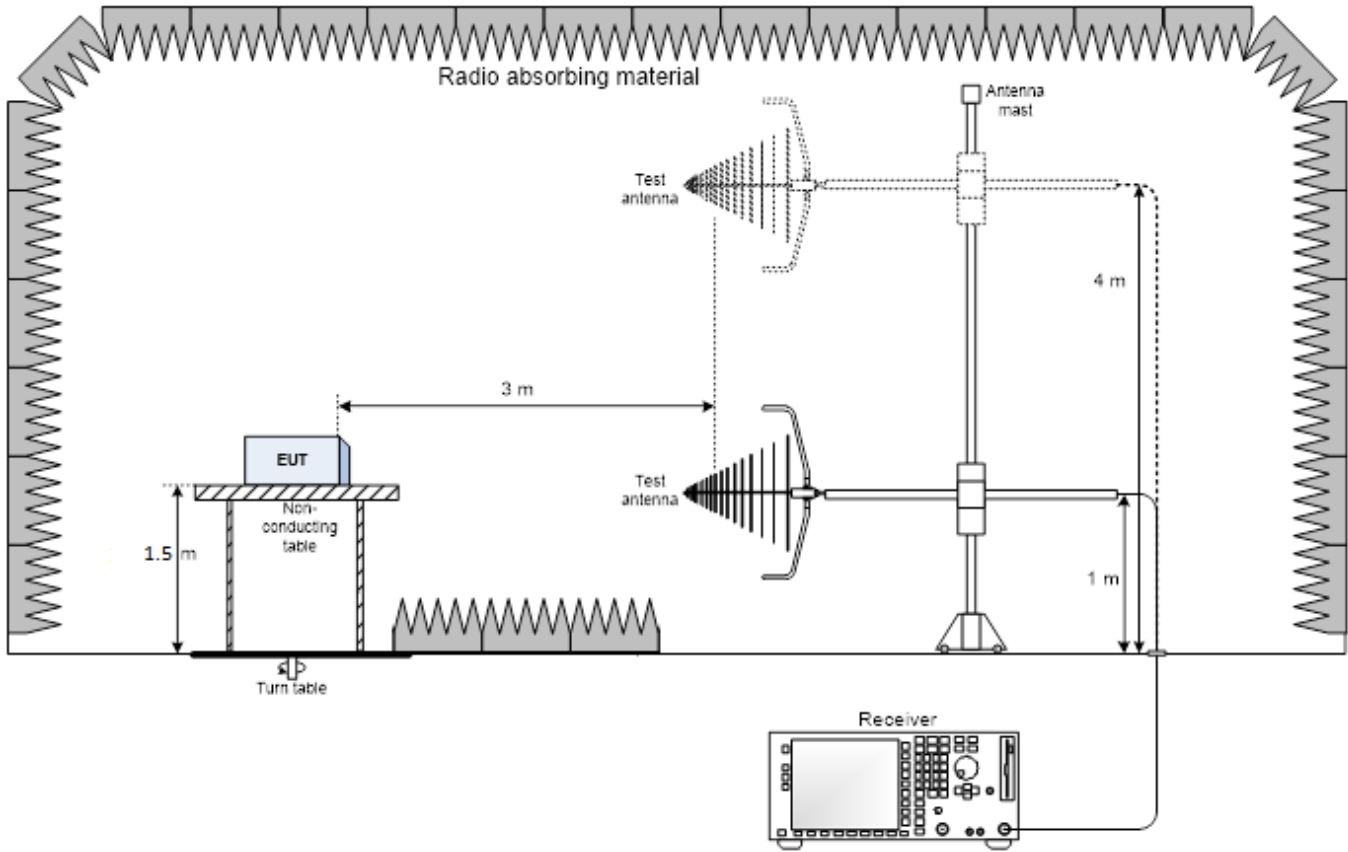 Radio absorbing material
Antenna
mast
Test
antenna
4 m
3 m
EUT
Test
antenna
Non-
conducting
table
1.5 m
1 m
Turn table
Receiver